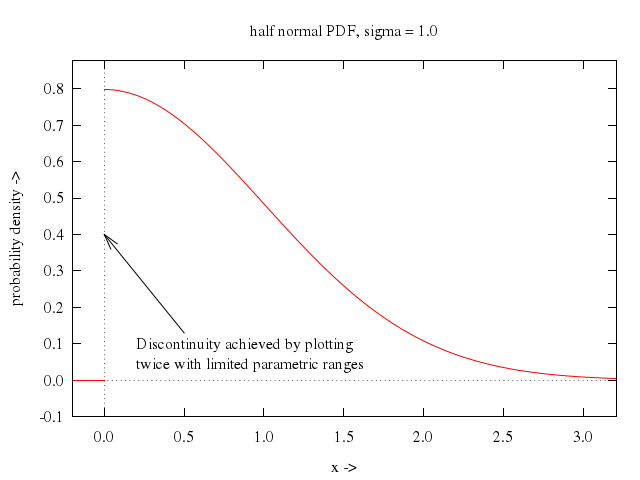 half normal PDF, sigma = 1.0
probability density ->
0.8
0.7
0.6
0.5
0.4
0.3
0.2
0.1
0.0
-0.1
Discontinuity achieved by plotting
twice with limited parametric ranges
0.0 0.5 1.0 1.5 2.0 2.5 3.0
x ->